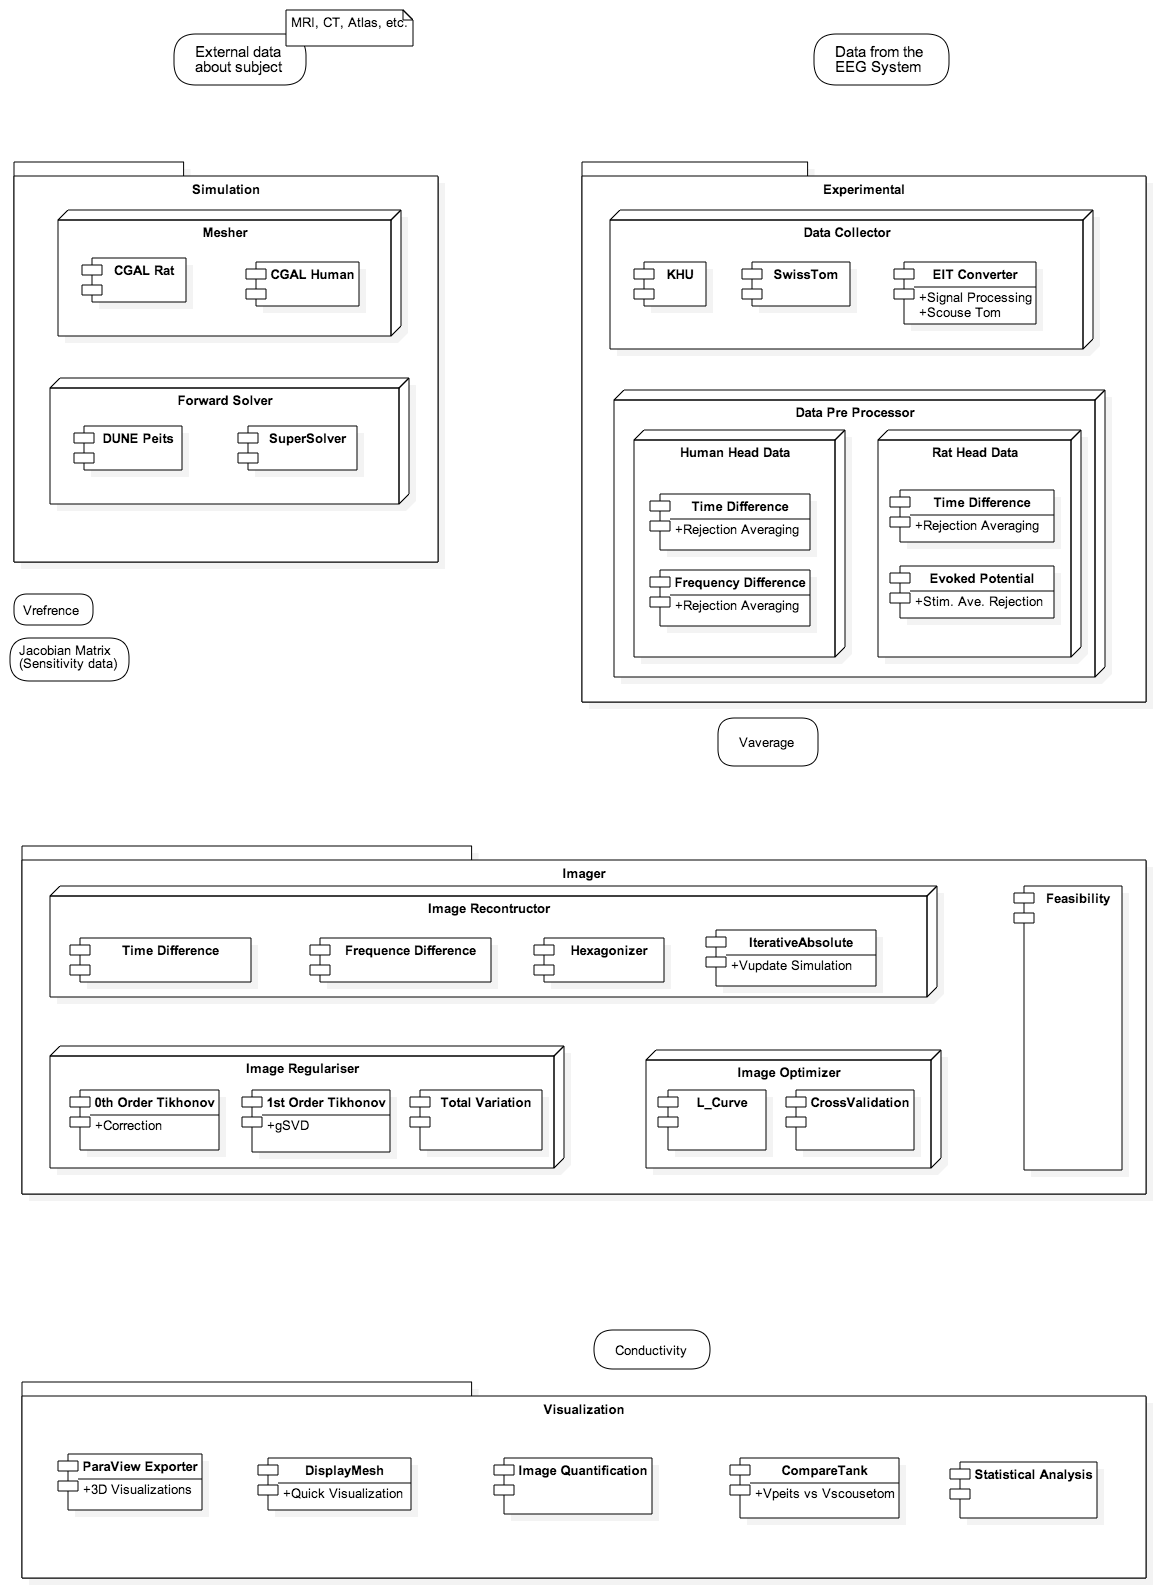 MRI, CT, Atlas, etc.
External data
about subject
Data from the
EEG System
Simulation
Mesher
CGAL Rat
CGAL Human
Forward Solver
DUNE Peits
SuperSolver
Vrefrence
Jacobian Matrix
(Sensitivity data)
Experimental
Data Collector
KHU
SwissTom
EIT Converter
+Signal Processing
+Scouse Tom
Data Pre Processor
Human Head Data
Time Difference
+Rejection Averaging
Frequency Difference
+Rejection Averaging
Rat Head Data
Time Difference
+Rejection Averaging
Evoked Potential
+Stim. Ave. Rejection
Vaverage
Imager
Image Recontructor
Time Difference
Frequence Difference
Hexagonizer
IterativeAbsolute
+Vupdate Simulation
Feasibility
Image Regulariser
0th Order Tikhonov
+Correction
1st Order Tikhonov
+gSVD
Total Variation
Image Optimizer
L_Curve
CrossValidation
Conductivity
Visualization
ParaView Exporter
+3D Visualizations
DisplayMesh
+Quick Visualization
Image Quantification
CompareTank
+Vpeits vs Vscousetom
Statistical Analysis